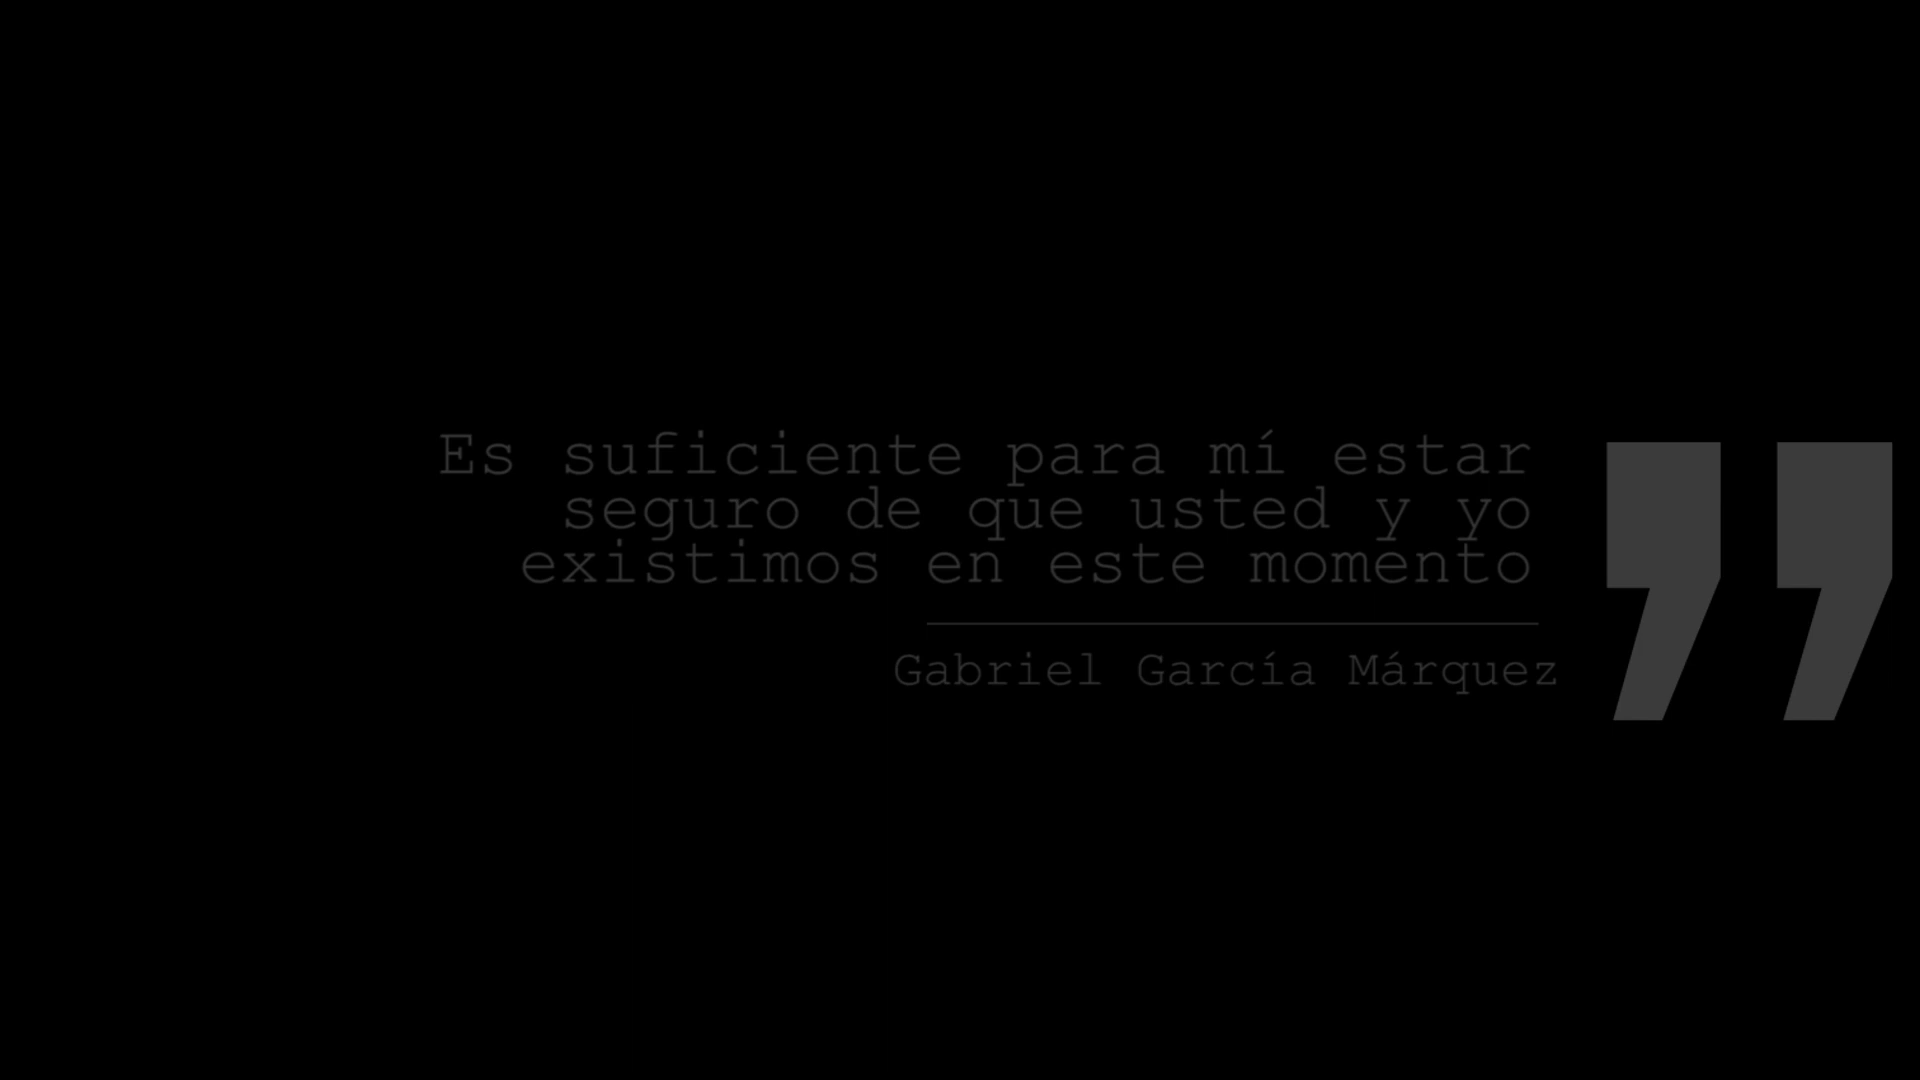 Es suficiente para mí estar
seguro de que usted y yo
existimos en este momento
Gabriel García Márquez
”